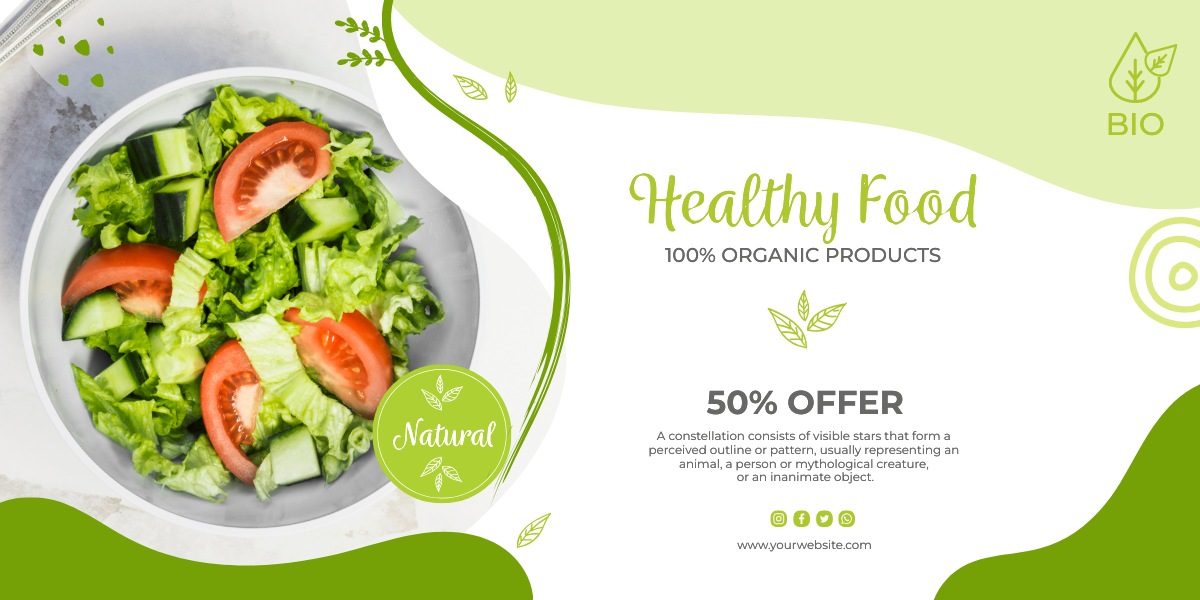 BIO
Healthy Food
100% ORGANIC PRODUCTS
Natural
50% OFFER
A constellation consists of visible stars that form a
perceived outline or pattern, usually representing an
animal, a person or mythological creature,
or an inanimate object.
www.yourwebsite.com